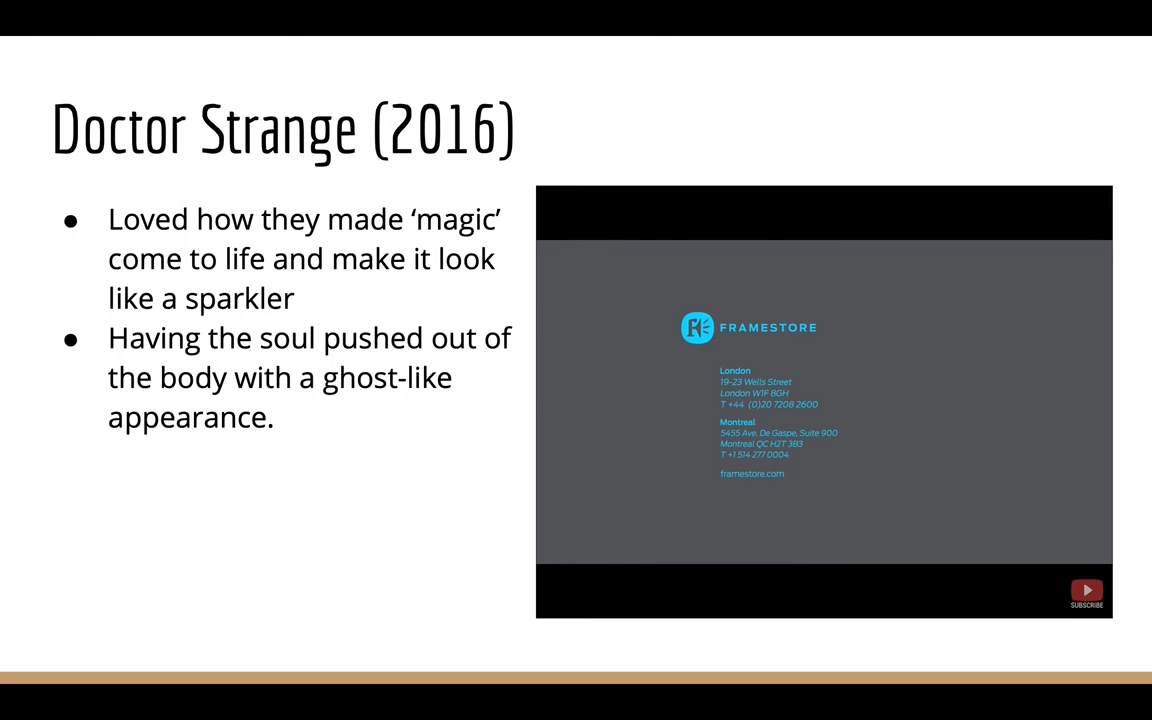 Doctor Strange (2016)
● Loved how they made ‘magic’
come to life and make it look
like a sparkler
● Having the soul pushed out of
the body with a ghost-like
appearance.
FRAMESTORE
London
19-23 Wells Street
London W1F 8GH
T +44 (0)20 7208 2600
Montreal
5455 Ave. De Gaspe, Suite 900
Montreal QC H2T 3B3
T +1 514 277 0004
framestore.com
SUBSCRIBE